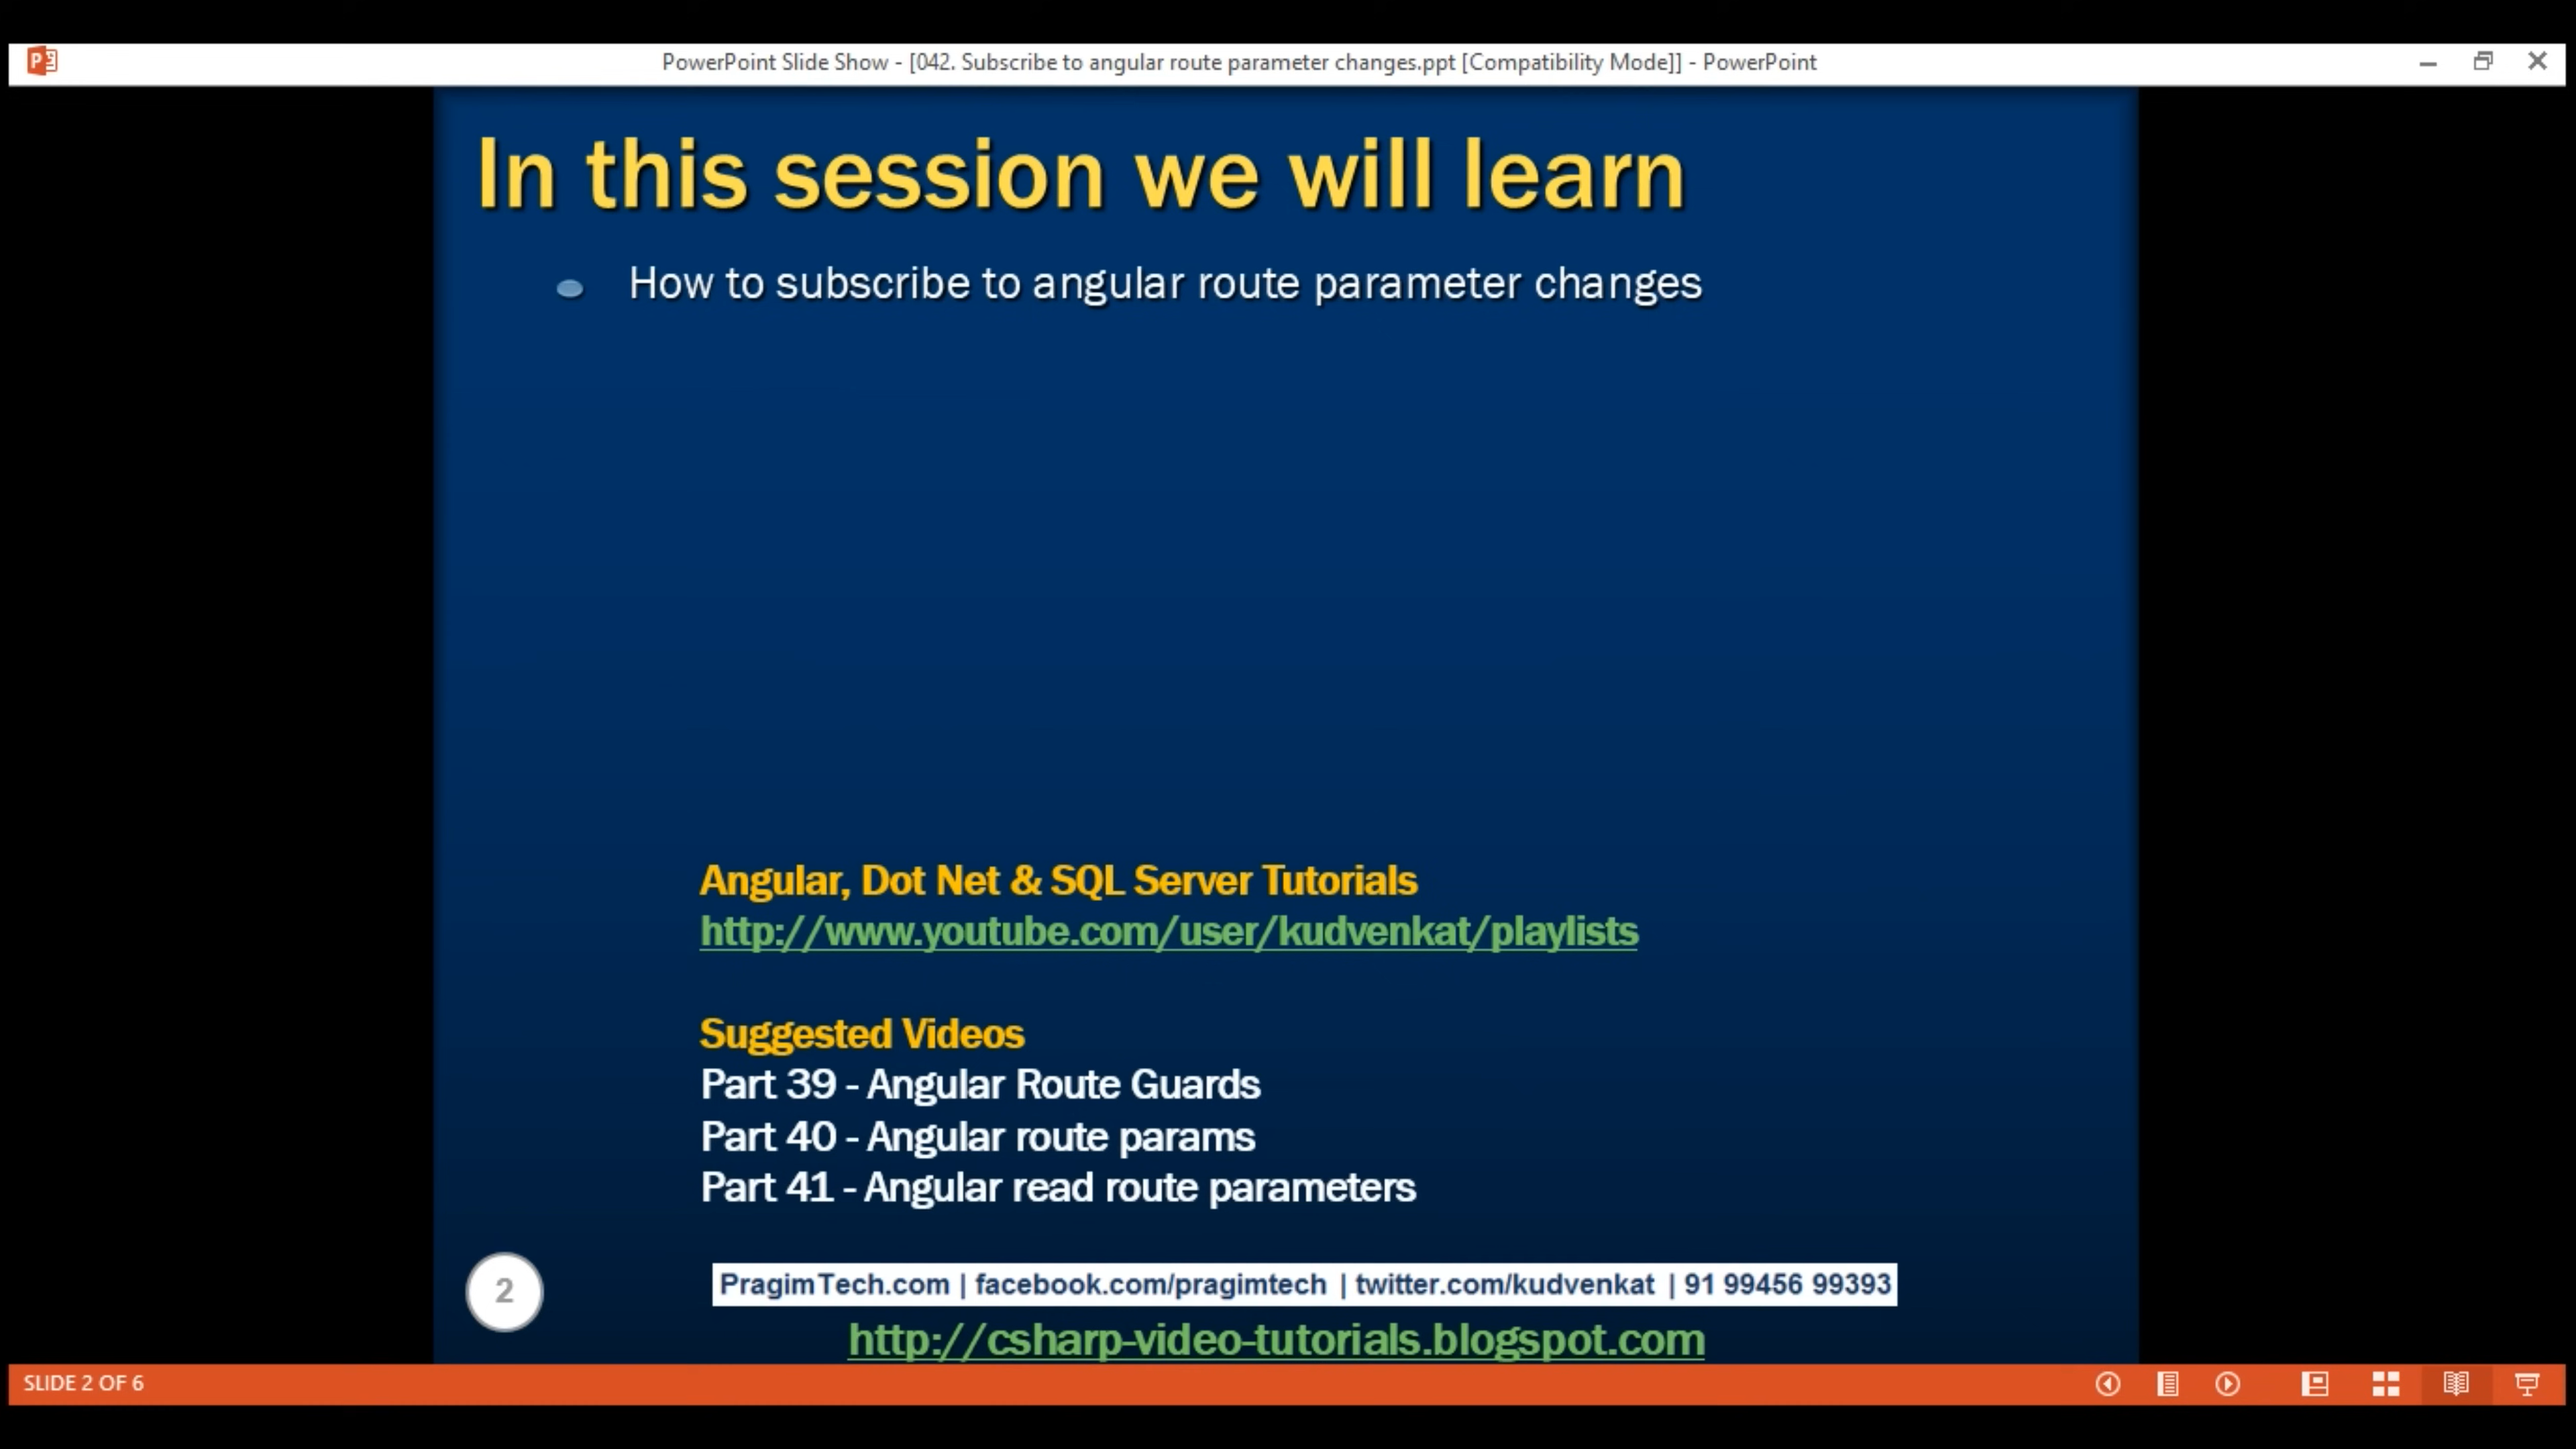 PowerPoint Slide Show - [042. Subscribe to angular route parameter changes.ppt [Compatibility Mode]] - PowerPoint
In this session we will learn
How to subscribe to angular route parameter changes
Angular, Dot Net & SQL Server Tutorials
http://www.youtube.com/user/kudvenkat/playlists
Suggested Videos
Part 39 - Angular Route Guards
Part 40 - Angular route params
Part 41 - Angular read route parameters
2
PragimTech.com | facebook.com/pragimtech | twitter.com/kudvenkat | 91 99456 99393
http://csharp-video-tutorials.blogspot.com
SLIDE 2 OF 6